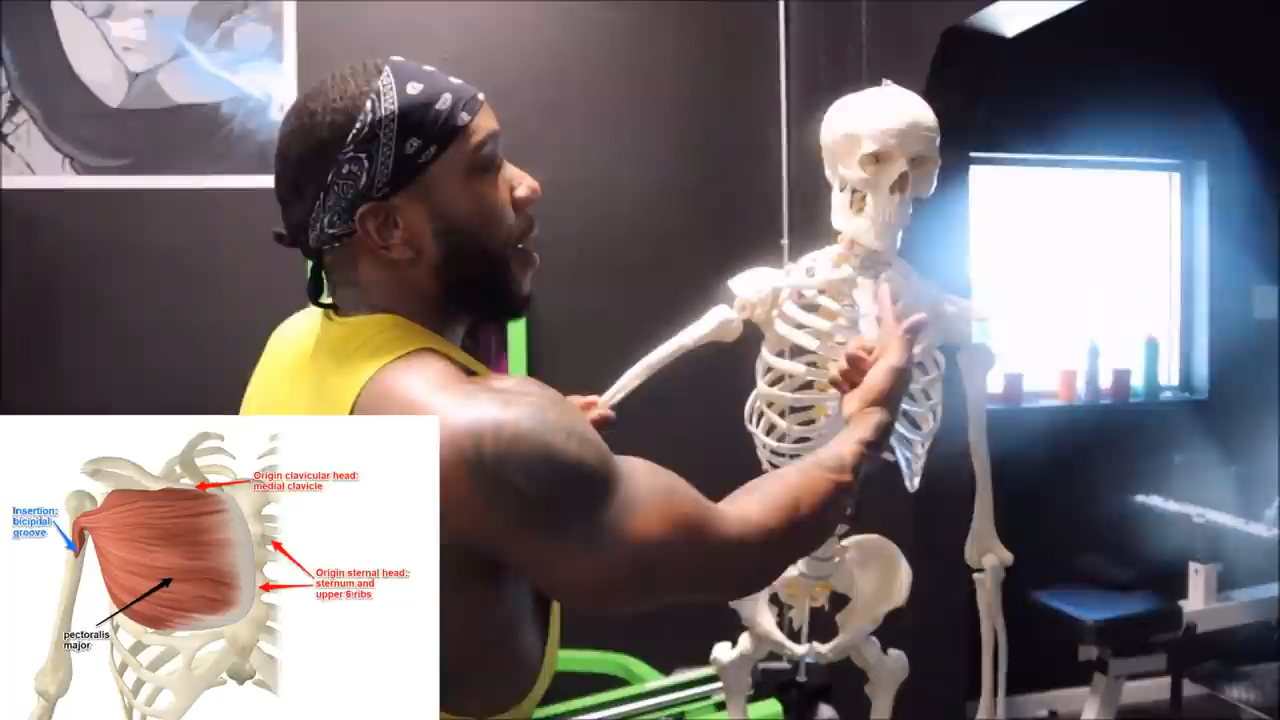 Origin clavicular head:
medial clavicle
Insertion:
bicipital
groove
Origin sternal head:
sternum and
upper 6 ribs
pectoralis
major